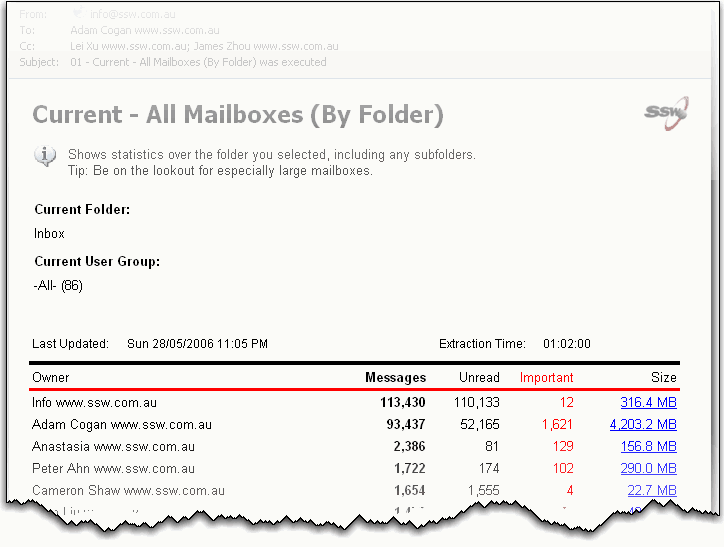 From: info@ssw.com.au
To: Adam Cogan www.ssw.com.au
Cc: Lei Xu www.ssw.com.au; James Zhou www.ssw.com.au
Subject: 01 - Current - All Mailboxes (By Folder) was executed
Current - All Mailboxes (By Folder)
SSW
Shows statistics over the folder you selected, including any subfolders.
Tip: Be on the lookout for especially large mailboxes.
Current Folder:
Inbox
Current User Group:
-All- (86)
Last Updated: Sun 28/05/2006 11:05 PM Extraction Time: 01:02:00
Owner Messages Unread Important Size
Info www.ssw.com.au 113,430 110,133 12 316.4 MB
Adam Cogan www.ssw.com.au 93,437 52,165 1,621 4,203.2 MB
Anastasia www.ssw.com.au 2,386 81 129 156.8 MB
Peter Ahn www.ssw.com.au 1,722 174 102 290.0 MB
Cameron Shaw www.ssw.com.au 1,654 1,555 4 22.7 MB